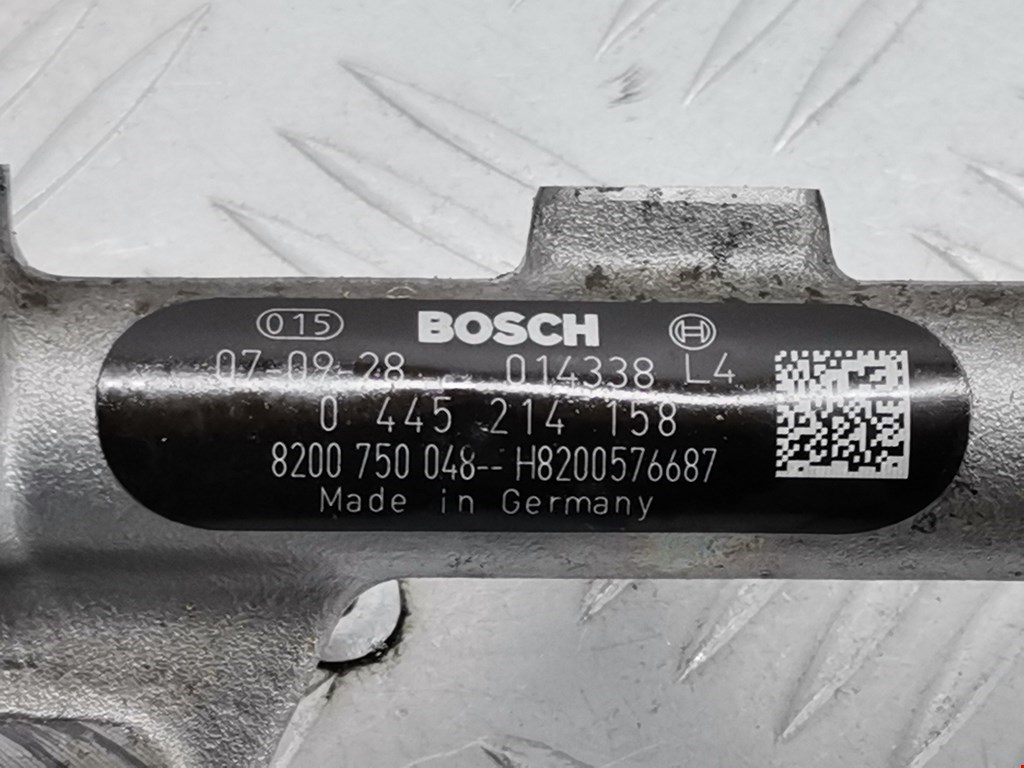 015 BOSCH
07-09-28 014338 L4
0 445 214 158
8200 750 048-- H8200576687
Made in Germany